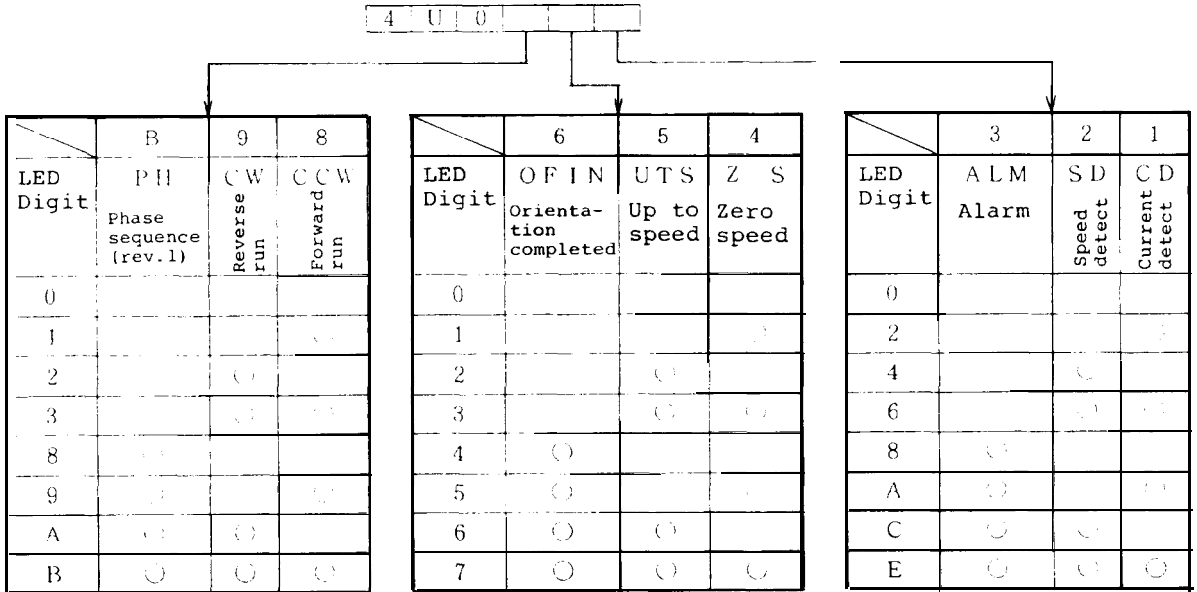 4 U 0
B 9 8
LED Digit PH Phase sequence (rev.1) CW Reverse run CCW Forward run
0
1 ○
2 ○
3 ○ ○
8 ○
9 ○ ○
A ○ ○
B ○ ○ ○
6 5 4
LED Digit OFIN Orienta- tion completed UTS Up to speed Z S Zero speed
0
1 ○
2 ○
3 ○ ○
4 ○
5 ○ ○
6 ○ ○
7 ○ ○ ○
3 2 1
LED Digit ALM Alarm SD Speed detect CD Current detect
0
2 ○
4 ○
6 ○ ○
8 ○
A ○ ○
C ○ ○
E ○ ○ ○